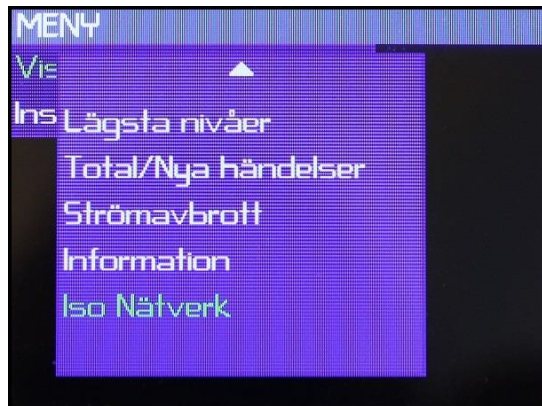 MENY
Vis
Ins
Lägsta nivåer
Total/Nya händelser
Strömavbrott
Information
Iso Nätverk